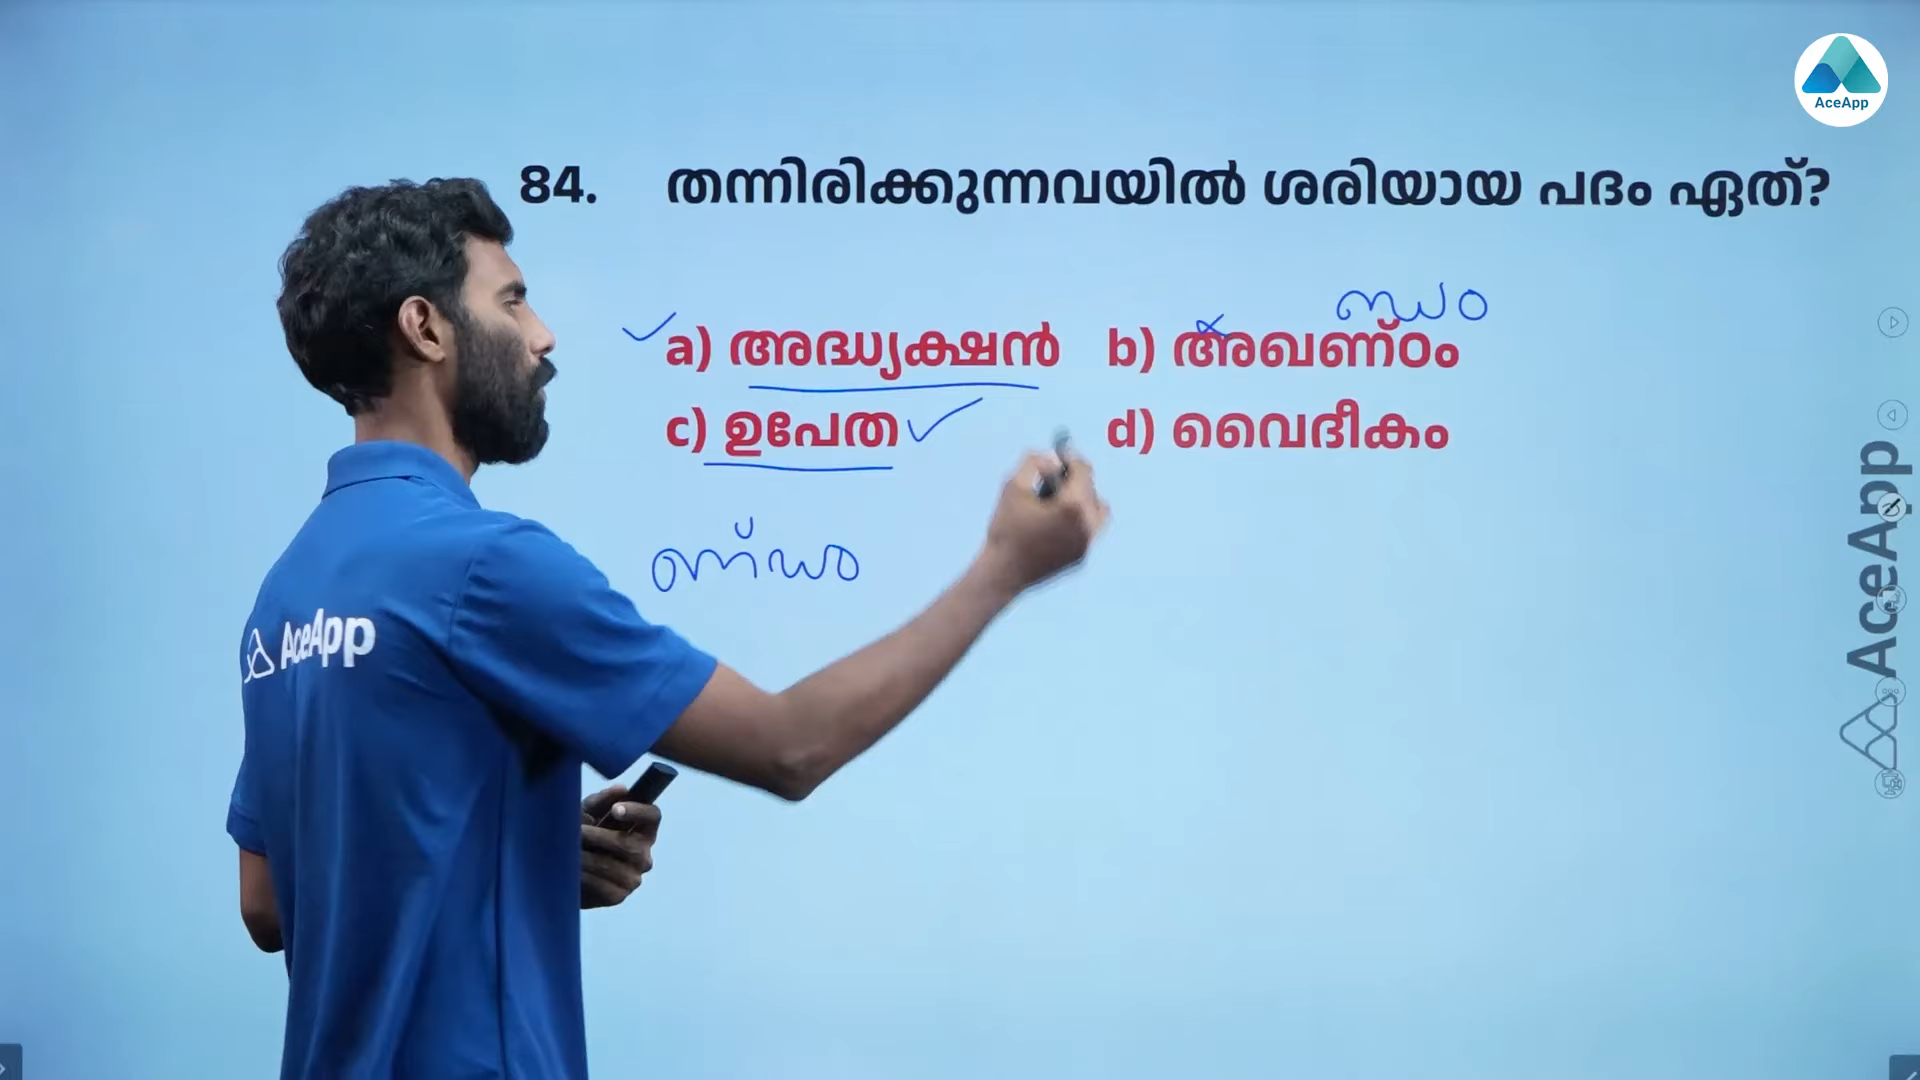 AceApp
84. തന്നിരിക്കുന്നവയിൽ ശരിയായ പദം ഏത്?
a) അദ്ധ്യക്ഷൻ b) അഖണ്ഠം
c) ഉപേത d) വൈദീകം
ണ്ഡം
AceApp
AceApp